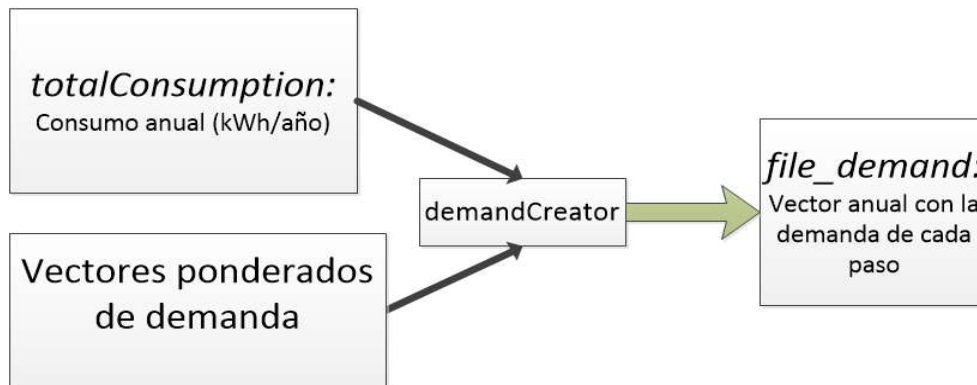 totalConsumption:
Consumo anual (kWh/año)
Vectores ponderados
de demanda
demandCreator
file_demand:
Vector anual con la
demanda de cada
paso